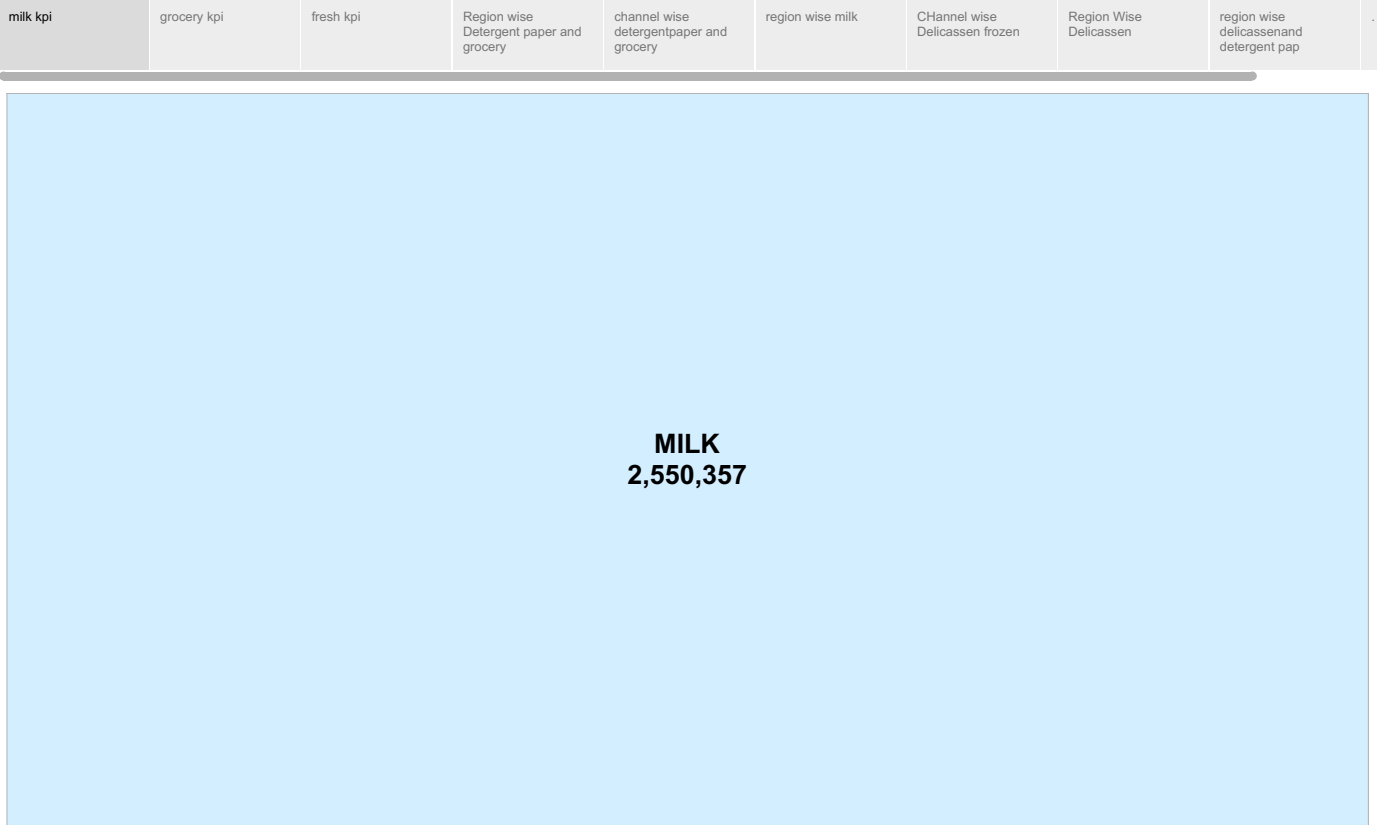 milk kpi
grocery kpi
fresh kpi
Region wise
Detergent paper and
grocery
channel wise
detergentpaper and
grocery
region wise milk
CHannel wise
Delicassen frozen
Region Wise
Delicassen
region wise
delicassenand
detergent pap
.
MILK
2,550,357